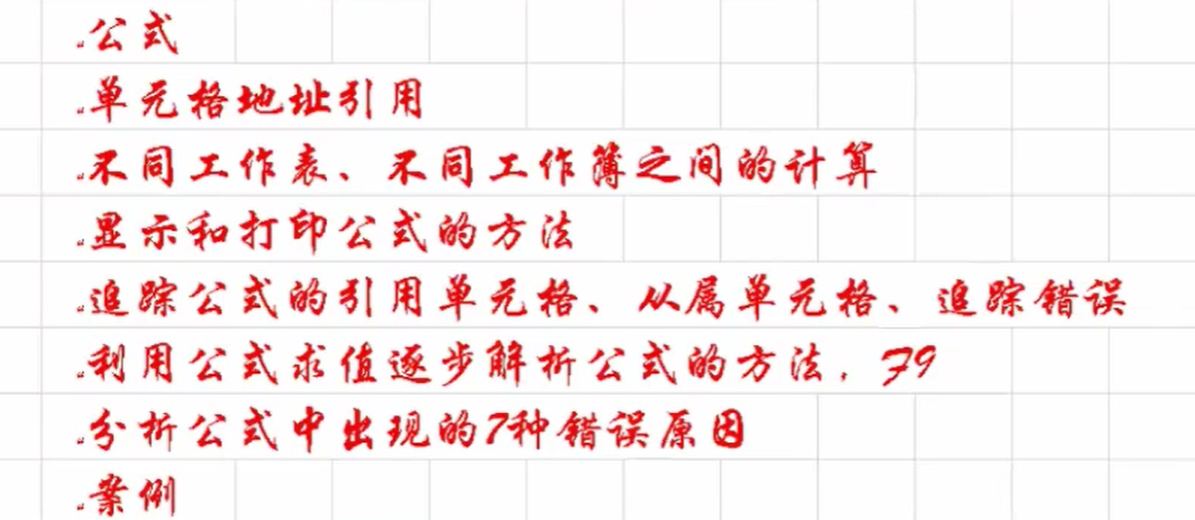 .公式
.单元格地址引用
.不同工作表、不同工作簿之间的计算
.显示和打印公式的方法
.追踪公式的引用单元格、从属单元格、追踪错误
.利用公式求值逐步解析公式的方法. F9
.分析公式中出现的7种错误原因
.案例